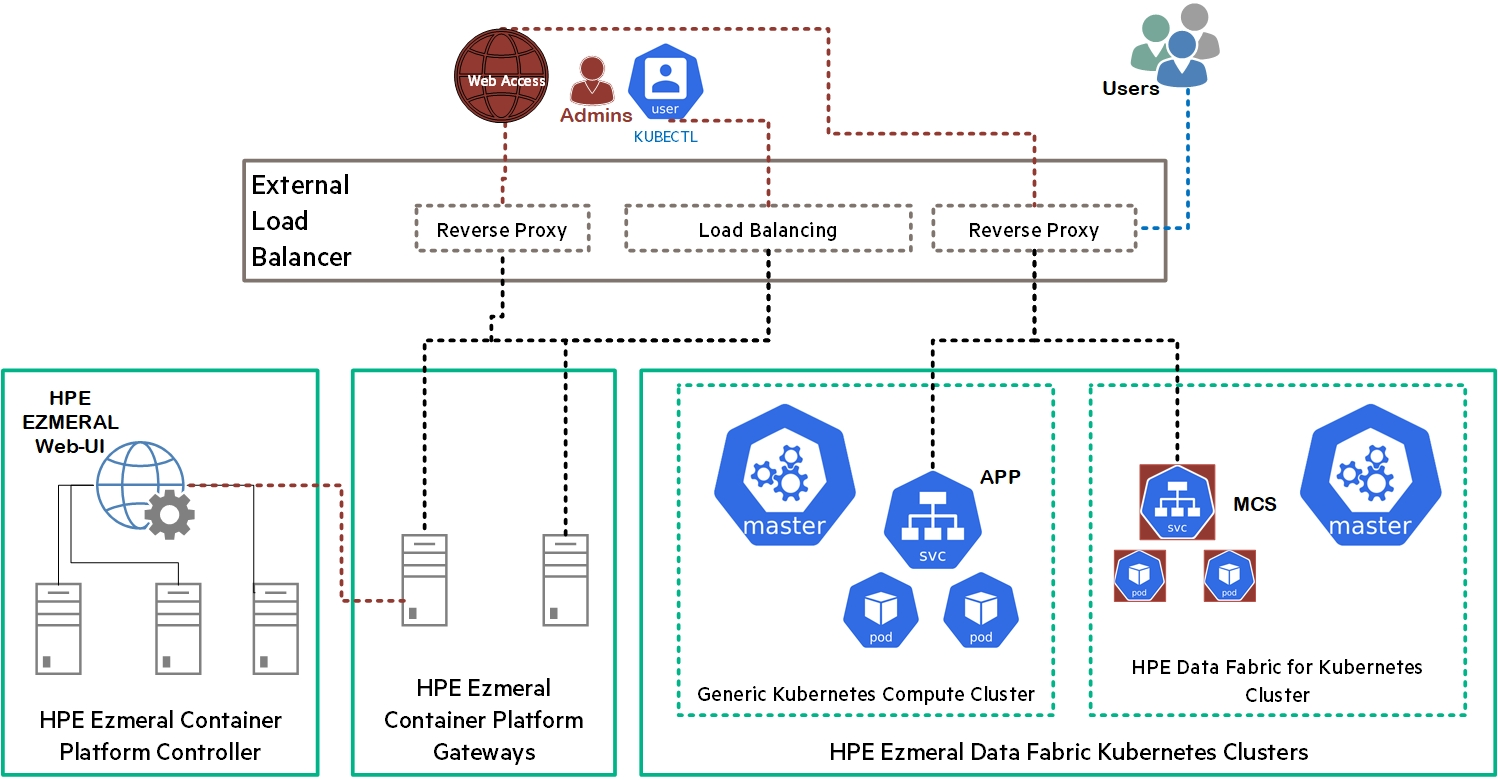 Web Access
Admins
user
KUBECTL
Users
External
Load
Balancer
Reverse Proxy
Load Balancing
Reverse Proxy
HPE
EZMERAL
Web-UI
HPE Ezmeral Container
Platform Controller
HPE Ezmeral
Container Platform
Gateways
master
APP
svc
pod
pod
Generic Kubernetes Compute Cluster
svc
MCS
pod
pod
master
HPE Data Fabric for Kubernetes
Cluster
HPE Ezmeral Data Fabric Kubernetes Clusters